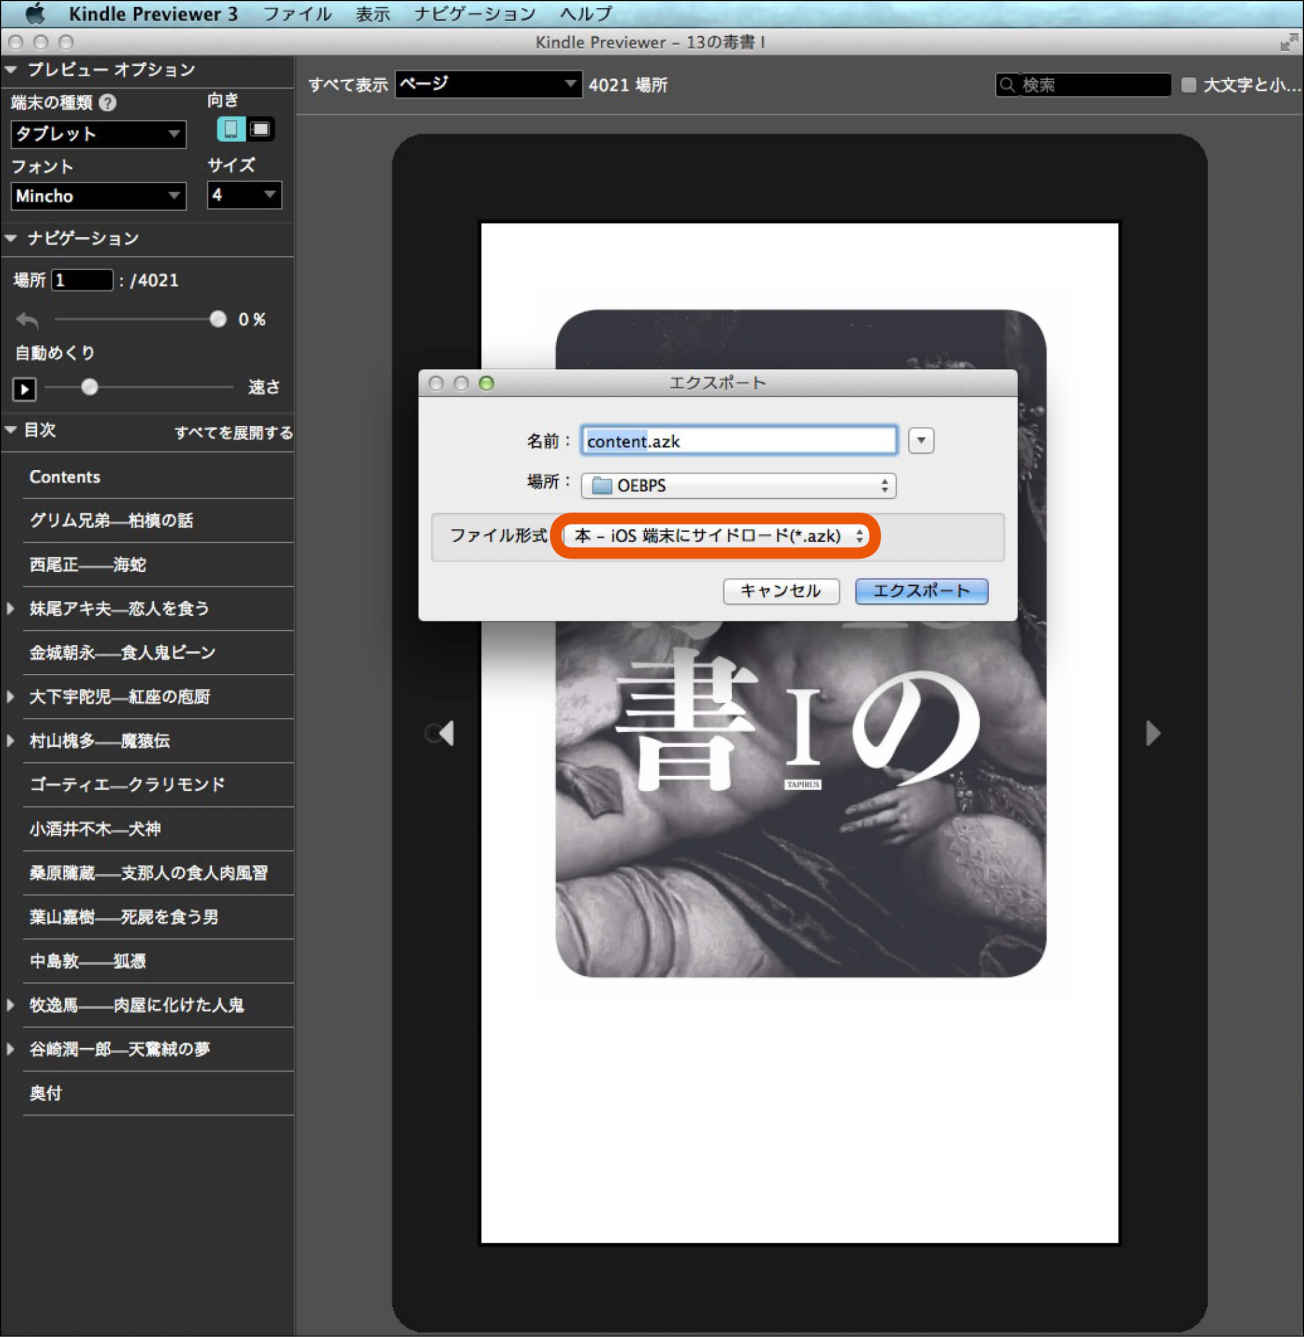 Kindle Previewer 3 ファイル 表示 ナビゲーション ヘルプ
Kindle Previewer – 13の毒書 I
プレビュー オプション
端末の種類 ? 向き
タブレット
フォント サイズ
Mincho 4
ナビゲーション
場所 1 : /4021
0 %
自動めくり
速さ
目次 すべてを展開する
Contents
グリム兄弟—柏槙の話
西尾正——海蛇
妹尾アキ夫—恋人を食う
金城朝永——食人鬼ビーン
大下宇陀児—紅座の庖厨
村山槐多——魔猿伝
ゴーティエ—クラリモンド
小酒井不木—犬神
桑原隲蔵——支那人の食人肉風習
葉山嘉樹——死屍を食う男
中島敦——狐憑
牧逸馬——肉屋に化けた人鬼
谷崎潤一郎—天鵞絨の夢
奥付
すべて表示 ページ 4021 場所
検索 大文字と小...
エクスポート
名前： content.azk
場所： OEBPS
ファイル形式 本 – iOS 端末にサイドロード(*.azk)
キャンセル エクスポート
の
I
TAPIRUS
書